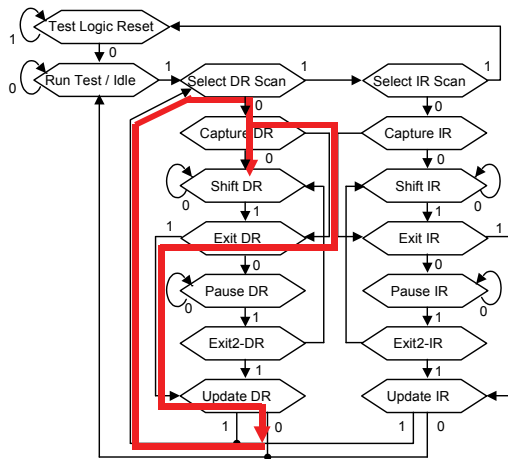 Test Logic Reset
1
0
Run Test / Idle
1
Select DR Scan
1
Select IR Scan
1
0
0
0
Capture DR
Capture IR
0
0
Shift DR
Shift IR
0
0
1
1
1
Exit DR
1
Exit IR
1
0
0
Pause DR
Pause IR
0
0
1
1
Exit2-DR
Exit2-IR
1
1
Update DR
Update IR
1
0
1
0